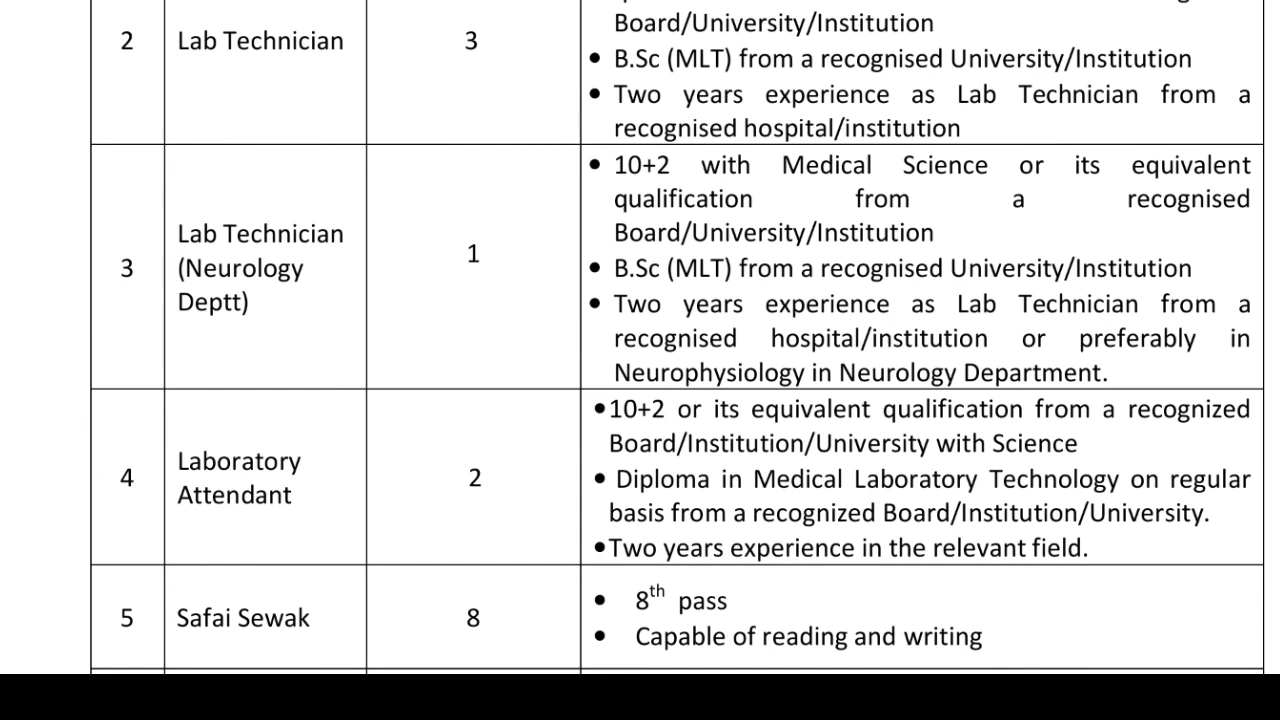 2
Lab Technician
3
Board/University/Institution
• B.Sc (MLT) from a recognised University/Institution
• Two years experience as Lab Technician from a
recognised hospital/institution
3
Lab Technician
(Neurology
Deptt)
1
• 10+2 with Medical Science or its equivalent
qualification from a recognised
Board/University/Institution
• B.Sc (MLT) from a recognised University/Institution
• Two years experience as Lab Technician from a
recognised hospital/institution or preferably in
Neurophysiology in Neurology Department.
4
Laboratory
Attendant
2
•10+2 or its equivalent qualification from a recognized
Board/Institution/University with Science
• Diploma in Medical Laboratory Technology on regular
basis from a recognized Board/Institution/University.
•Two years experience in the relevant field.
5
Safai Sewak
8
• 8th pass
• Capable of reading and writing